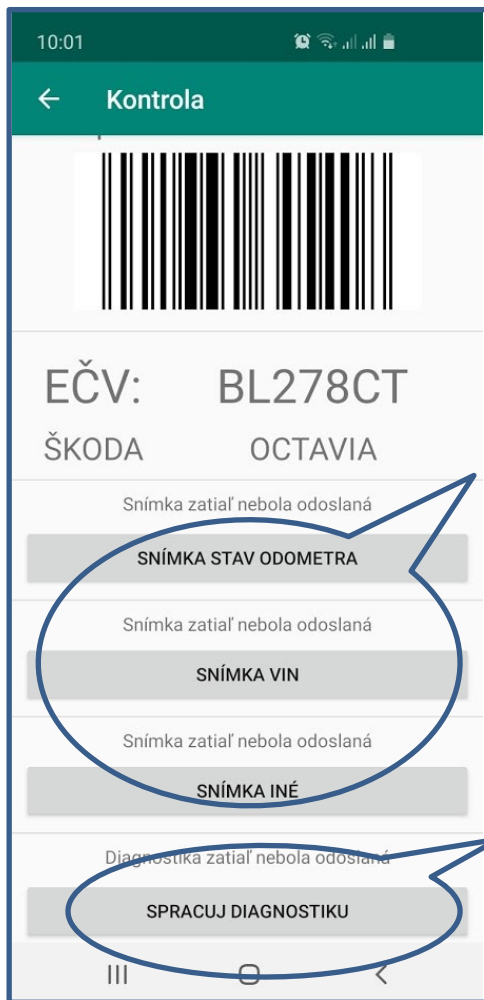 10:01
Kontrola
EČV: BL278CT
ŠKODA OCTAVIA
Snímka zatiaľ nebola odoslaná
SNÍMKA STAV ODOMETRA
Snímka zatiaľ nebola odoslaná
SNÍMKA VIN
Snímka zatiaľ nebola odoslaná
SNÍMKA INÉ
Diagnostika zatiaľ nebola odoslaná
SPRACUJ DIAGNOSTIKU